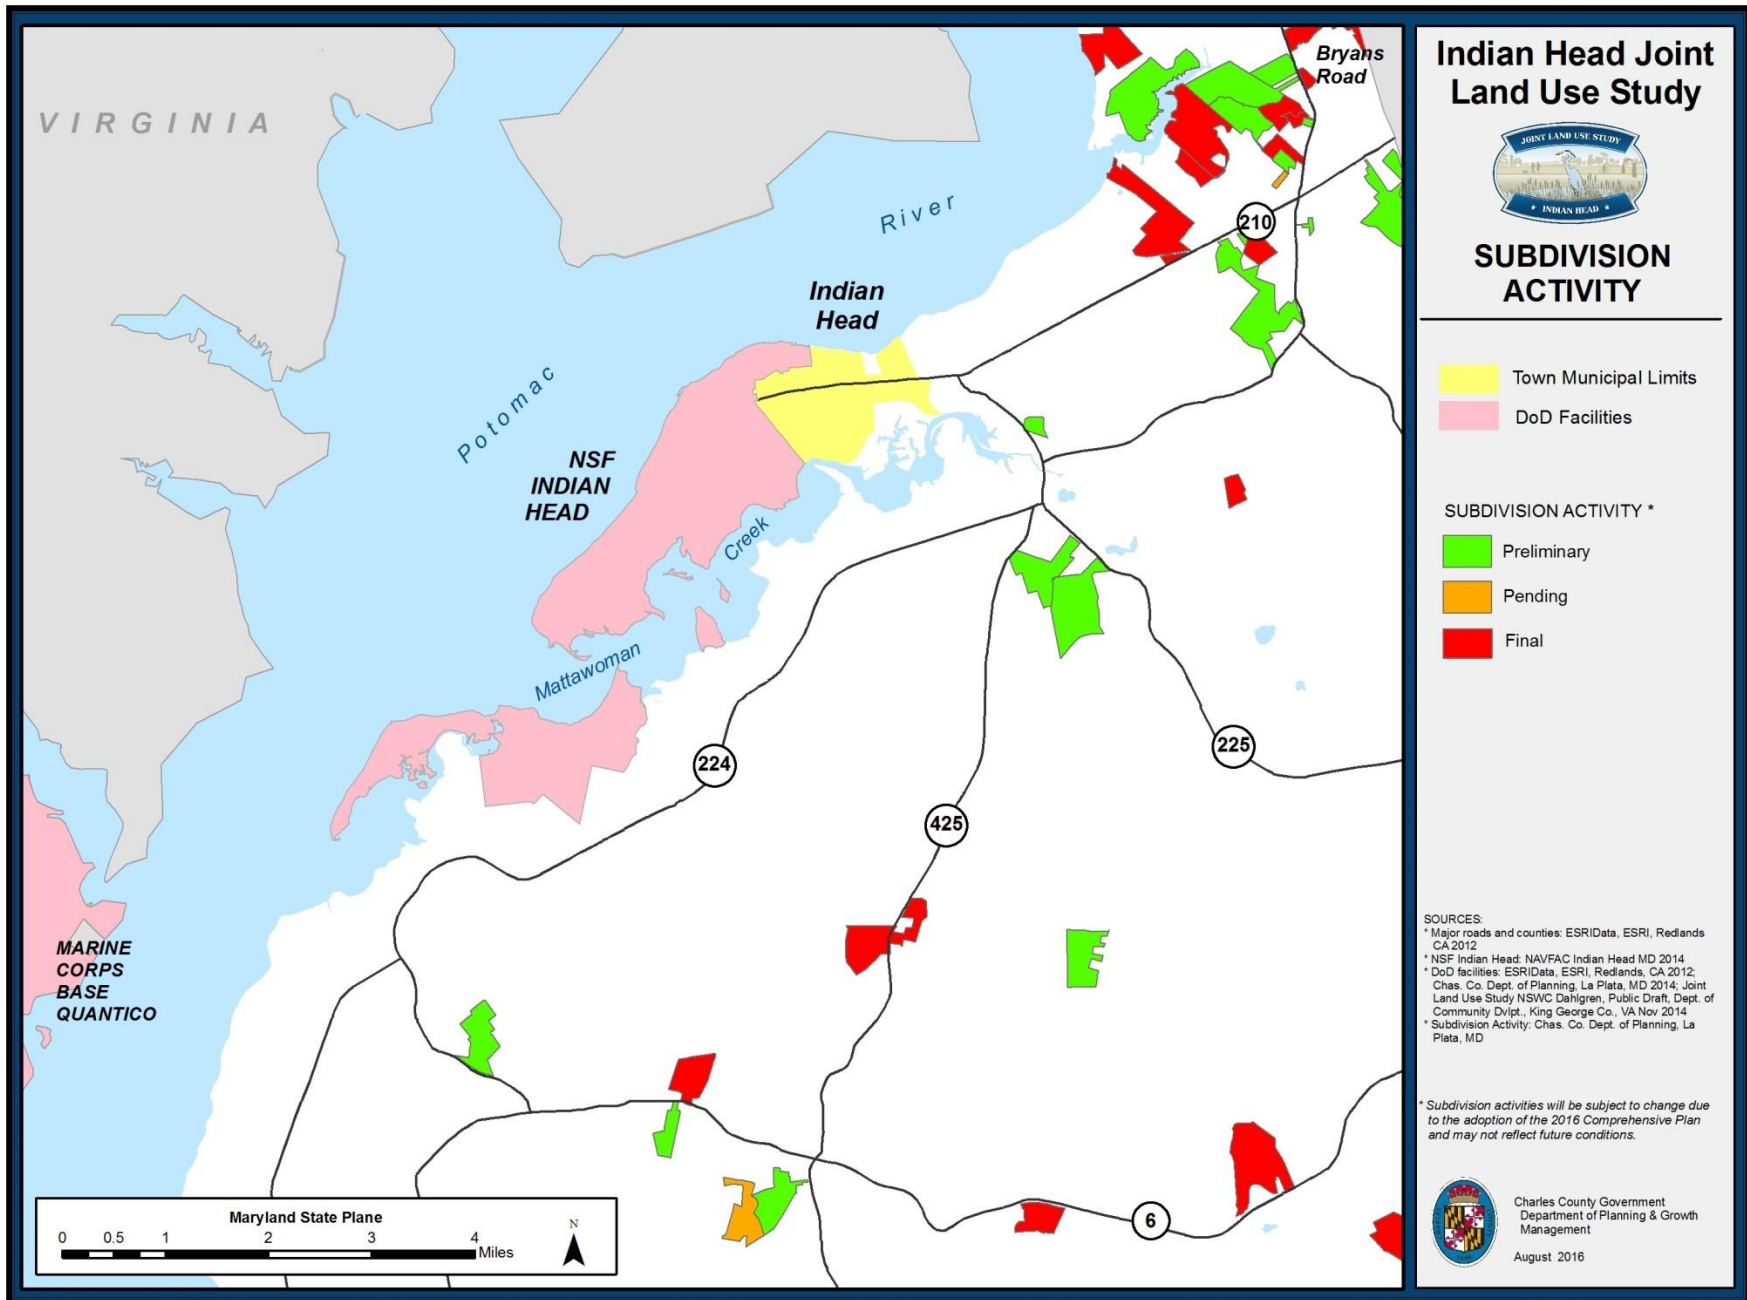 VIRGINIA
Bryans
Road
River
210
Indian
Head
Potomac
NSF
INDIAN
HEAD
Creek
Mattawoman
224
225
425
MARINE
CORPS
BASE
QUANTICO
6
Maryland State Plane
0 0.5 1 2 3 4
Miles
N
Indian Head Joint
Land Use Study
JOINT LAND USE STUDY
* INDIAN HEAD *
SUBDIVISION
ACTIVITY
Town Municipal Limits
DoD Facilities
SUBDIVISION ACTIVITY *
Preliminary
Pending
Final
SOURCES:
* Major roads and counties: ESRIData, ESRI, Redlands
CA 2012
* NSF Indian Head: NAVFAC Indian Head MD 2014
* DoD facilities: ESRIData, ESRI, Redlands, CA 2012;
Chas. Co. Dept. of Planning, La Plata, MD 2014; Joint
Land Use Study NSWC Dahlgren, Public Draft, Dept. of
Community Dvlpt., King George Co., VA Nov 2014
* Subdivision Activity: Chas. Co. Dept. of Planning, La
Plata, MD
* Subdivision activities will be subject to change due
to the adoption of the 2016 Comprehensive Plan
and may not reflect future conditions.
Charles County Government
Department of Planning & Growth
Management
August 2016